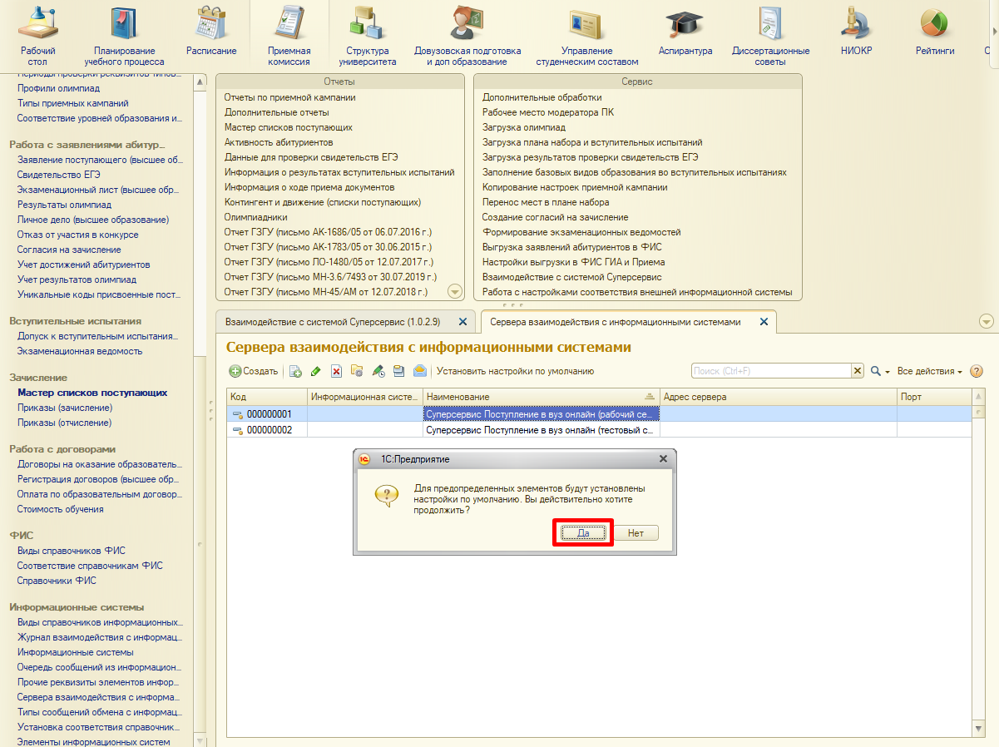 Рабочий
стол
Планирование
учебного процесса
Расписание
Приемная
комиссия
Структура
университета
Довузовская подготовка
и доп образование
Управление
студенческим составом
Аспирантура
Диссертационные
советы
НИОКР
Рейтинги
С
Периоды проверки реквизитов типов...
Профили олимпиад
Типы приемных кампаний
Соответствие уровней образования и...
Работа с заявлениями абитур...
Заявление поступающего (высшее об...
Свидетельство ЕГЭ
Экзаменационный лист (высшее обр...
Результаты олимпиад
Личное дело (высшее образование)
Отказ от участия в конкурсе
Согласия на зачисление
Учет достижений абитуриентов
Учет результатов олимпиад
Уникальные коды присвоенные пост...
Вступительные испытания
Допуск к вступительным испытания...
Экзаменационная ведомость
Зачисление
Мастер списков поступающих
Приказы (зачисление)
Приказы (отчисление)
Работа с договорами
Договоры на оказание образователь...
Регистрация договоров (высшее обр...
Оплата по образовательным договор...
Стоимость обучения
ФИС
Виды справочников ФИС
Соответствие справочникам ФИС
Справочники ФИС
Информационные системы
Виды справочников информационных...
Журнал взаимодействия с информац...
Информационные системы
Очередь сообщений из информацион...
Прочие реквизиты элементов инфор...
Сервера взаимодействия с информа...
Типы сообщений обмена с информац...
Установка соответствия справочник...
Элементы информационных систем
Отчеты
Отчеты по приемной кампании
Дополнительные отчеты
Мастер списков поступающих
Активность абитуриентов
Данные для проверки свидетельств ЕГЭ
Информация о результатах вступительных испытаний
Информация о ходе приема документов
Контингент и движение (списки поступающих)
Олимпиадники
Отчет ГЗГУ (письмо АК-1686/05 от 06.07.2016 г.)
Отчет ГЗГУ (письмо АК-1783/05 от 30.06.2015 г.)
Отчет ГЗГУ (письмо ЛО-1480/05 от 12.07.2017 г.)
Отчет ГЗГУ (письмо МН-3.6/7493 от 30.07.2019 г.)
Отчет ГЗГУ (письмо МН-45/АМ от 12.07.2018 г.)
Сервис
Дополнительные обработки
Рабочее место модератора ПК
Загрузка олимпиад
Загрузка плана набора и вступительных испытаний
Загрузка результатов проверки свидетельств ЕГЭ
Заполнение базовых видов образования во вступительных испытаниях
Копирование настроек приемной кампании
Перенос мест в плане набора
Создание согласий на зачисление
Формирование экзаменационных ведомостей
Выгрузка заявлений абитуриентов в ФИС
Настройки выгрузки в ФИС ГИА и Приема
Взаимодействие с системой Суперсервис
Работа с настройками соответствия внешней информационной системы
Взаимодействие с системой Суперсервис (1.0.2.9)
Сервера взаимодействия с информационными системами
Сервера взаимодействия с информационными системами
Создать
Установить настройки по умолчанию
Поиск (Ctrl+F)
Все действия
Код
Информационная систе...
Наименование
Адрес сервера
Порт
000000001
Суперсервис Поступление в вуз онлайн (рабочий се...
000000002
Суперсервис Поступление в вуз онлайн (тестовый с...
1С:Предприятие
Для предопределенных элементов будут установлены
настройки по умолчанию. Вы действительно хотите
продолжить?
Да
Нет